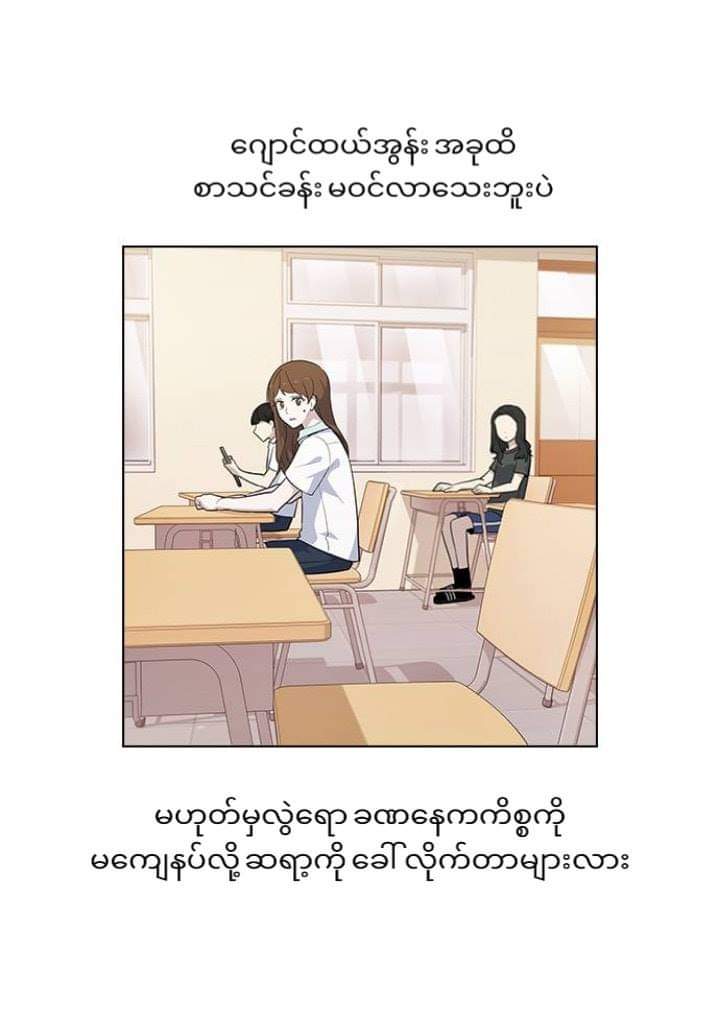 ဂျောင်ထယ်အွန်း အခုထိ
စာသင်ခန်း မဝင်လာသေးဘူးပဲ
မဟုတ်မှလွဲရော ခဏနေကကိစ္စကို
မကျေနပ်လို့ ဆရာ့ကို ခေါ်လိုက်တာများလား